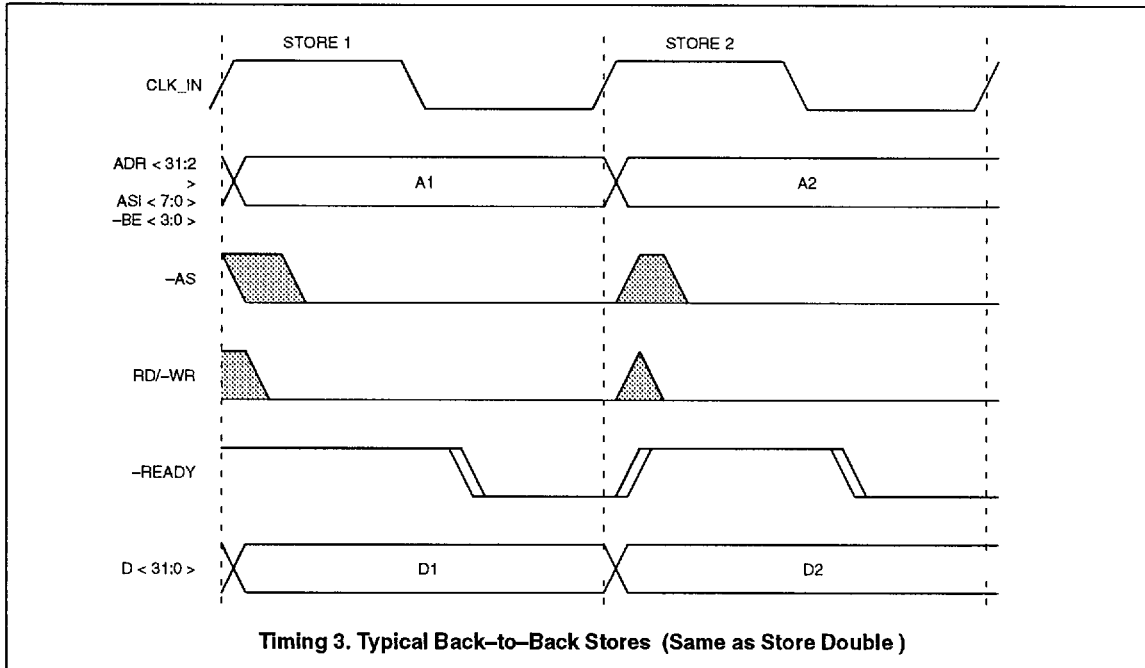 STORE 1
STORE 2
CLK_IN
ADR < 31:2
>
ASI < 7:0 >
–BE < 3:0 >
A1
A2
–AS
RD/–WR
–READY
D < 31:0 >
D1
D2
Timing 3. Typical Back–to–Back Stores (Same as Store Double )